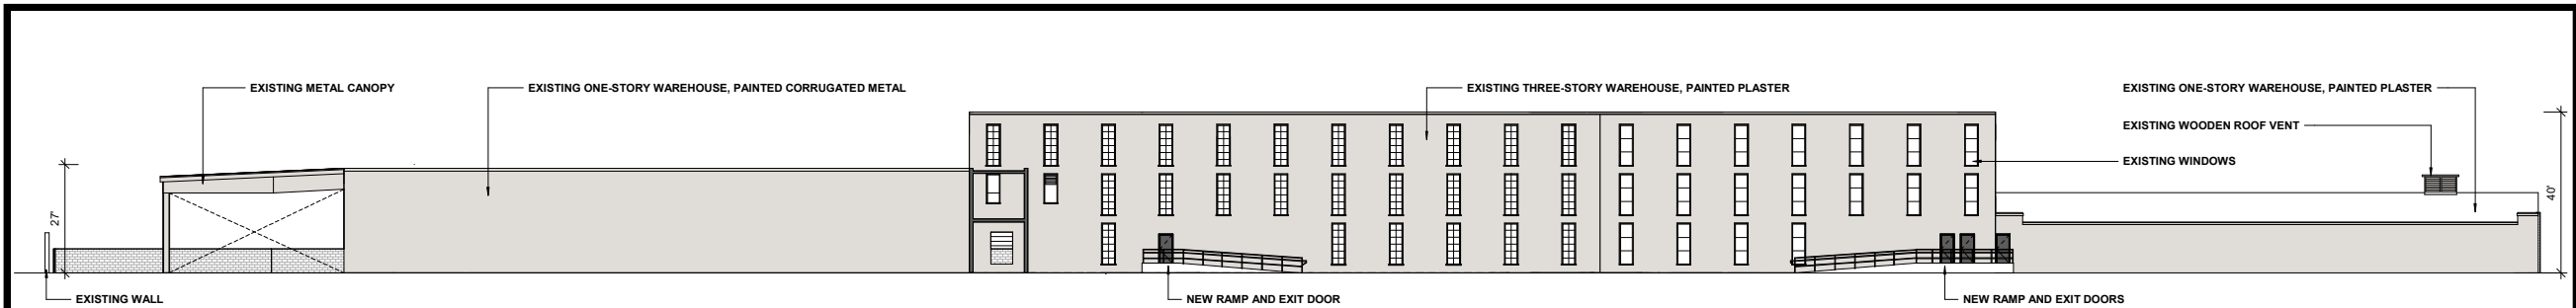 EXISTING METAL CANOPY
EXISTING ONE-STORY WAREHOUSE, PAINTED CORRUGATED METAL
EXISTING THREE-STORY WAREHOUSE, PAINTED PLASTER
EXISTING ONE-STORY WAREHOUSE, PAINTED PLASTER
EXISTING WOODEN ROOF VENT
EXISTING WINDOWS
27'
40'
EXISTING WALL
NEW RAMP AND EXIT DOOR
NEW RAMP AND EXIT DOORS